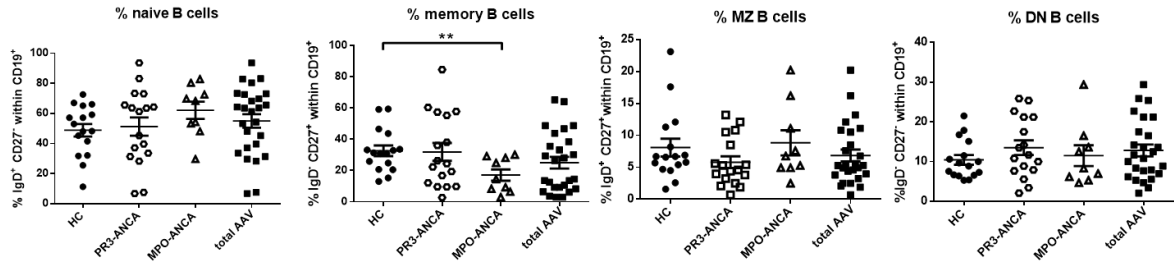 % naive B cells
% IgD⁺ CD27⁻ within CD19⁺
100
80
60
40
20
0
HC
PR3-ANCA
MPO-ANCA
total AAV
% memory B cells
% IgD⁻ CD27⁺ within CD19⁺
100
80
60
40
20
0
**
HC
PR3-ANCA
MPO-ANCA
total AAV
% MZ B cells
% IgD⁺ CD27⁺ within CD19⁺
25
20
15
10
5
0
HC
PR3-ANCA
MPO-ANCA
total AAV
% DN B cells
%IgD⁻ CD27⁻ within CD19⁺
40
30
20
10
0
HC
PR3-ANCA
MPO-ANCA
total AAV